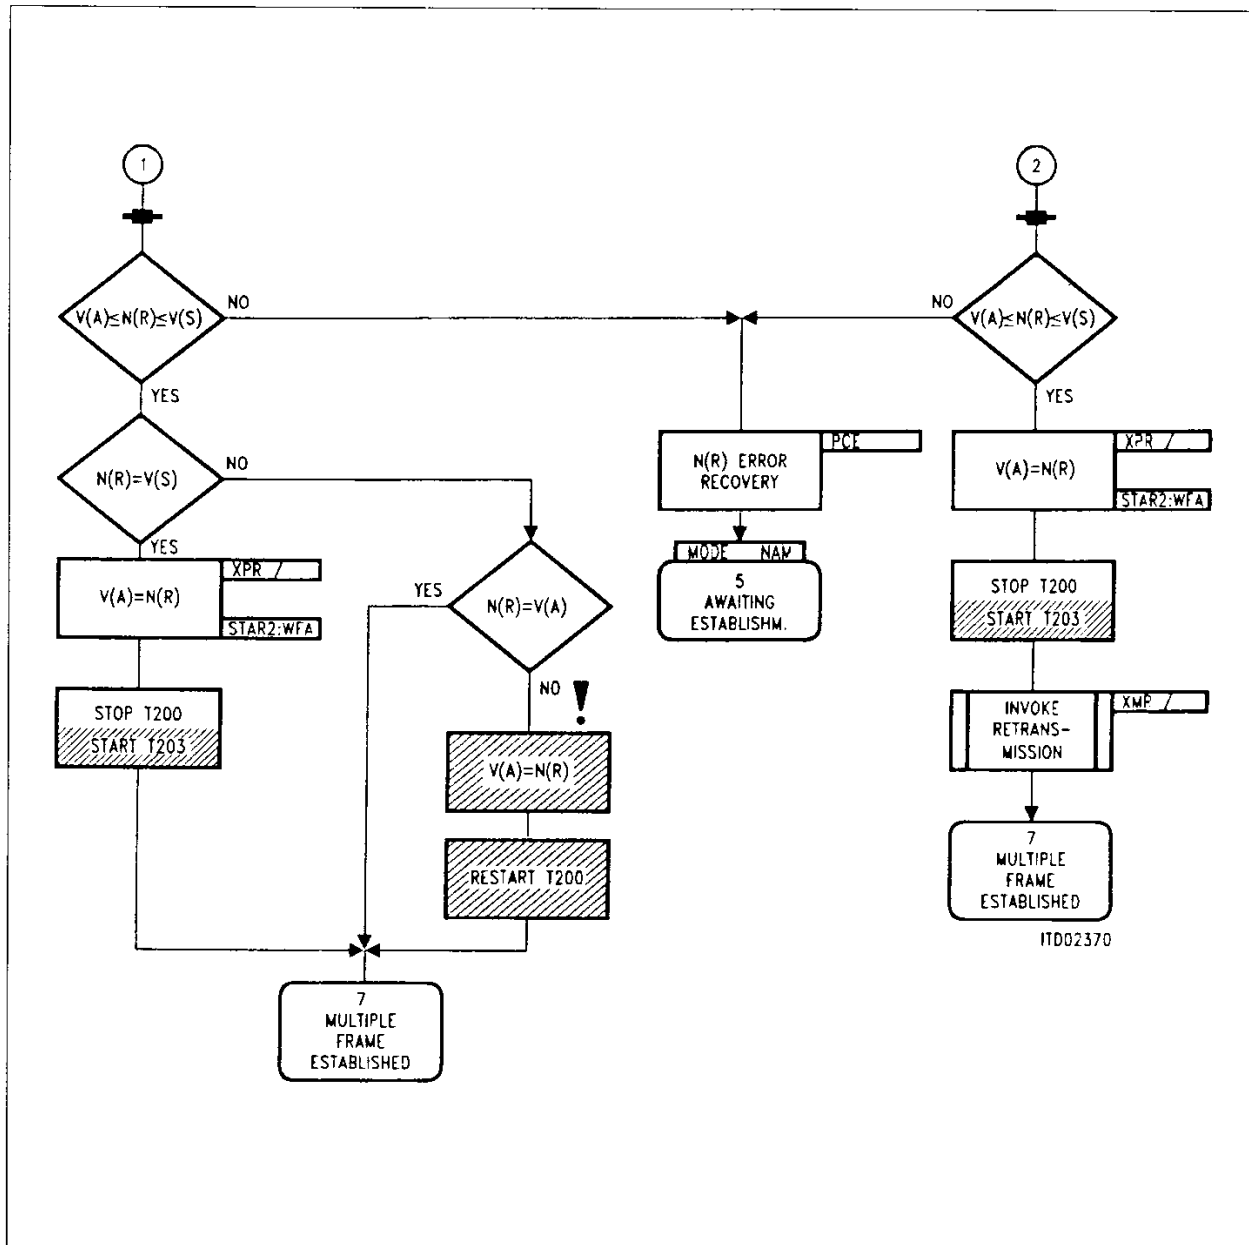 1
V(A)≤N(R)≤V(S)
NO
YES
N(R)=V(S)
NO
YES
V(A)=N(R)
XPR /
STAR2:WFA
STOP T200
START T203
N(R)=V(A)
YES
NO
!
V(A)=N(R)
RESTART T200
7
MULTIPLE
FRAME
ESTABLISHED
N(R) ERROR
RECOVERY
PCE
MODE NAM
5
AWAITING
ESTABLISHM.
2
V(A)≤N(R)≤V(S)
NO
YES
V(A)=N(R)
XPR /
STAR2:WFA
STOP T200
START T203
INVOKE
RETRANS-
MISSION
XMR /
7
MULTIPLE
FRAME
ESTABLISHED
ITD02370